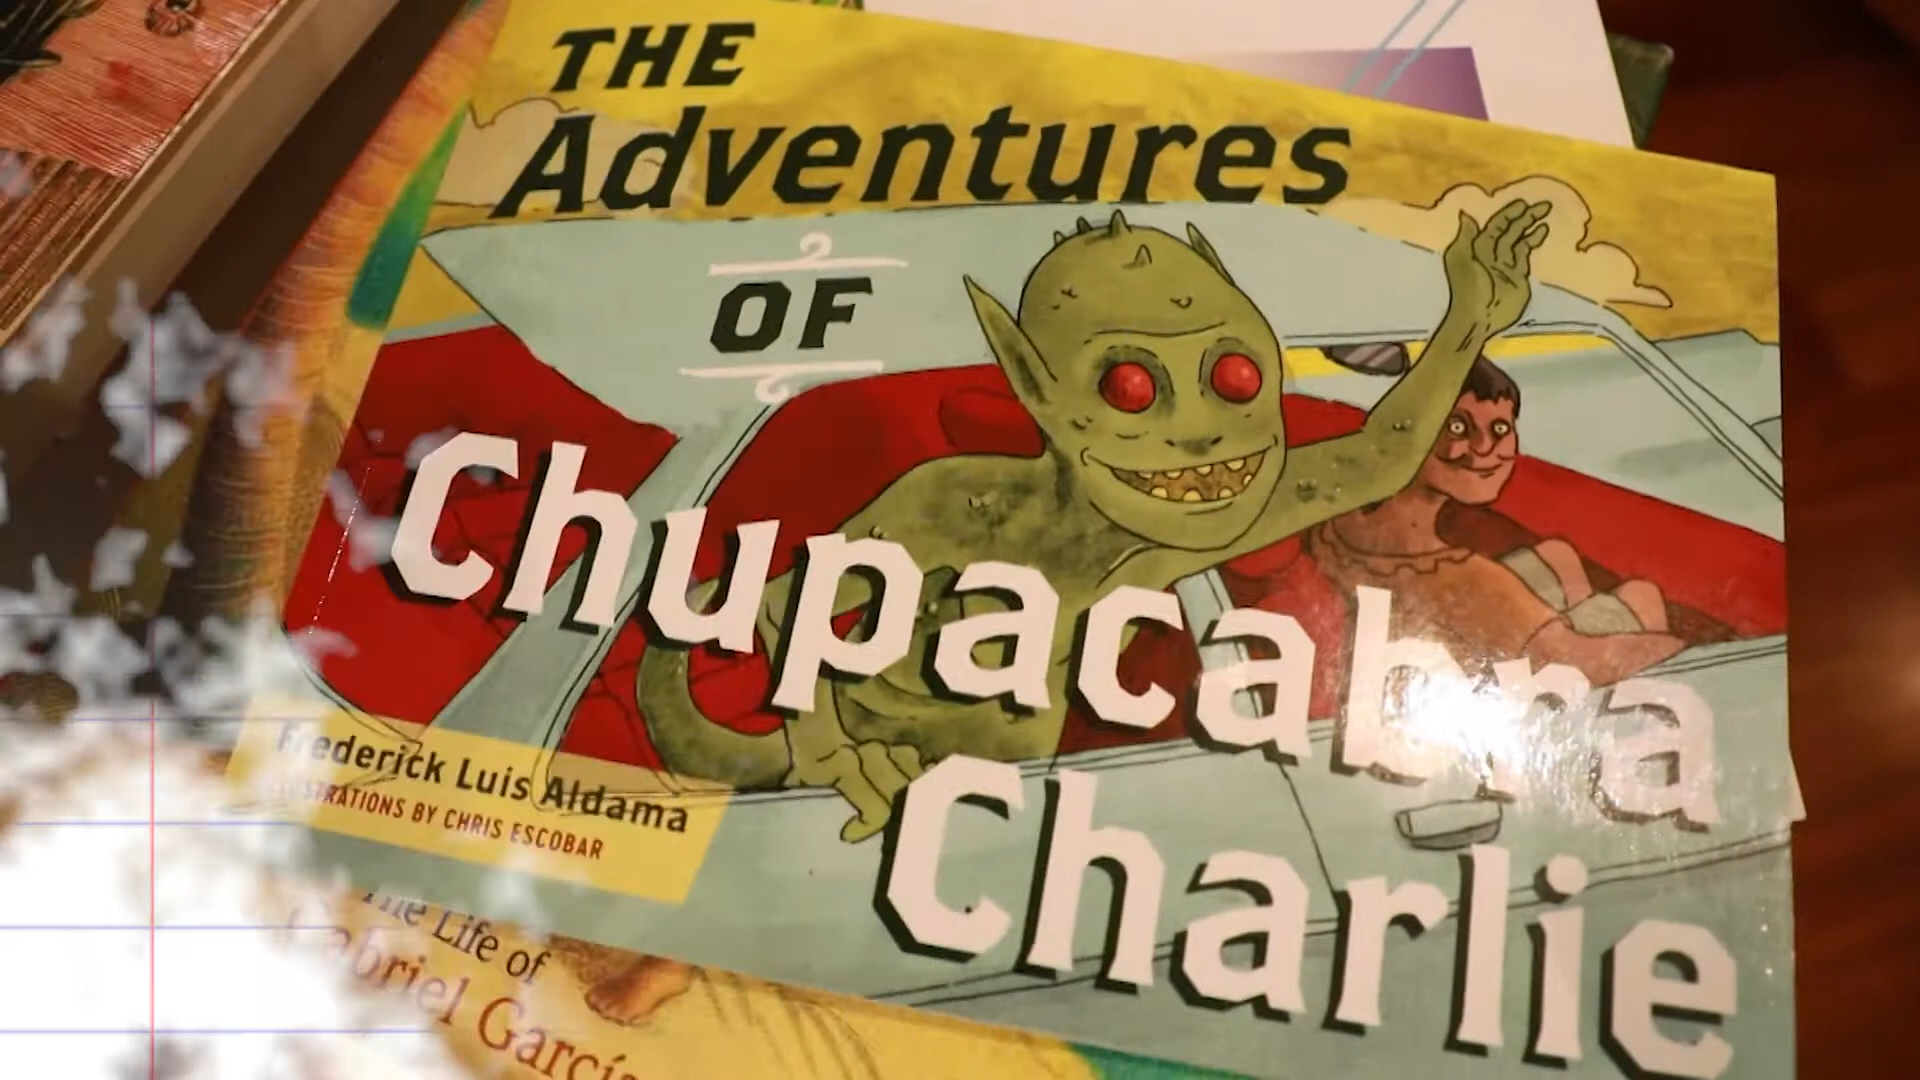 THE
Adventures
OF
Chupacabra
Charlie
Frederick Luis Aldama
ILLUSTRATIONS BY CHRIS ESCOBAR
The Life of
Gabriel García